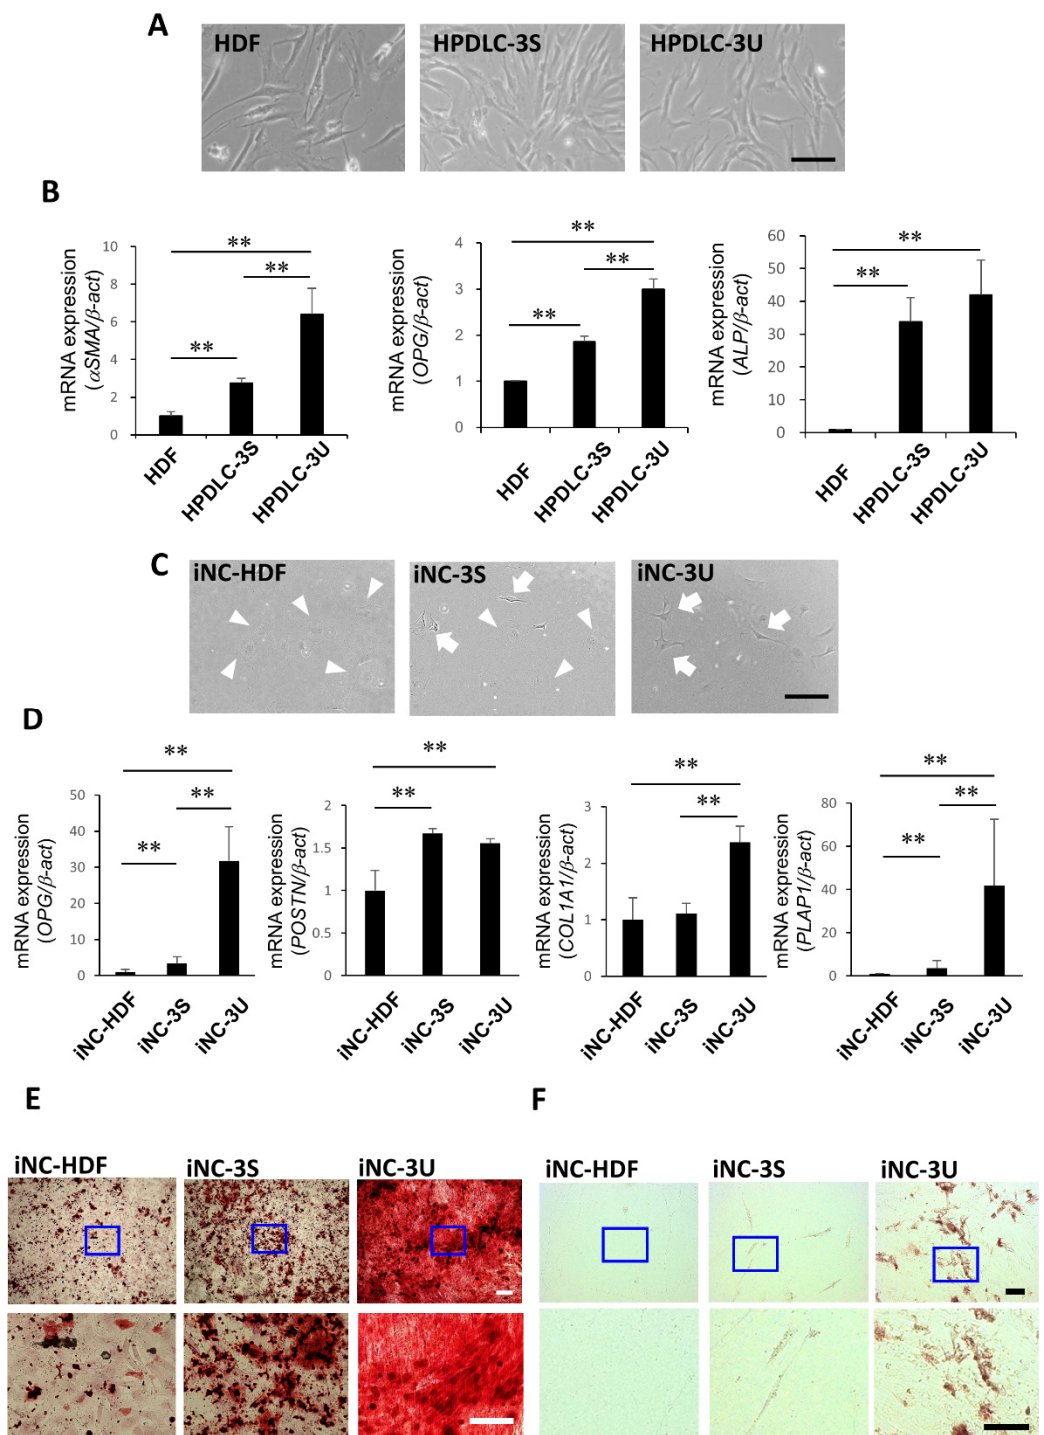 A
HDF
HPDLC-3S
HPDLC-3U
B
mRNA expression
(αSMA/β-act)
10
8
6
4
2
0
**
**
**
HDF
HPDLC-3S
HPDLC-3U
mRNA expression
(OPG/β-act)
4
3
2
1
0
**
**
**
HDF
HPDLC-3S
HPDLC-3U
mRNA expression
(ALP/β-act)
60
50
40
30
20
10
0
**
**
HDF
HPDLC-3S
HPDLC-3U
C
iNC-HDF
iNC-3S
iNC-3U
D
mRNA expression
(OPG/β-act)
50
40
30
20
10
0
**
**
**
iNC-HDF
iNC-3S
iNC-3U
mRNA expression
(POSTN/β-act)
2
1.5
1
0.5
0
**
**
iNC-HDF
iNC-3S
iNC-3U
mRNA expression
(COL1A1/β-act)
3
2
1
0
**
**
iNC-HDF
iNC-3S
iNC-3U
mRNA expression
(PLAP1/β-act)
80
60
40
20
0
**
**
**
iNC-HDF
iNC-3S
iNC-3U
E
iNC-HDF
iNC-3S
iNC-3U
F
iNC-HDF
iNC-3S
iNC-3U